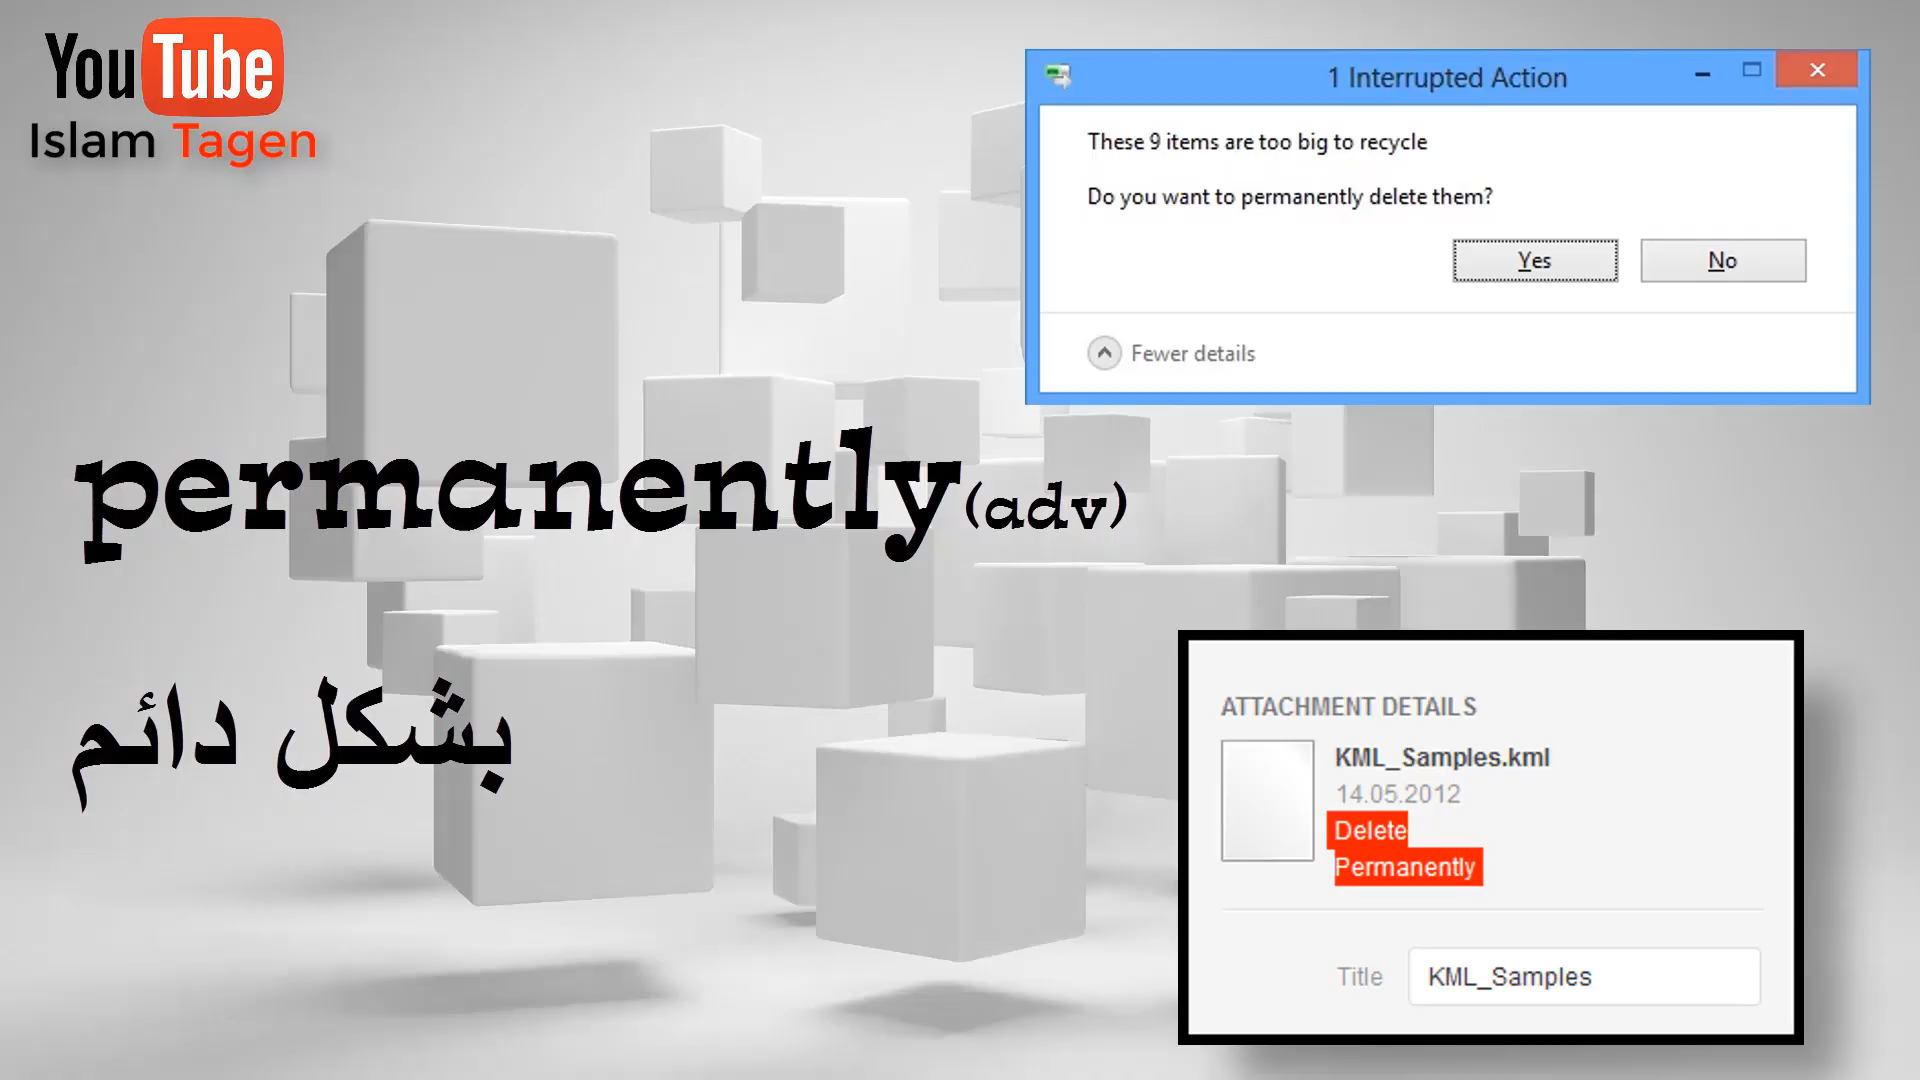 YouTube
Islam Tagen
1 Interrupted Action
These 9 items are too big to recycle
Do you want to permanently delete them?
Yes
No
Fewer details
permanently(adv)
بشكل دائم
ATTACHMENT DETAILS
KML_Samples.kml
14.05.2012
Delete
Permanently
Title
KML_Samples